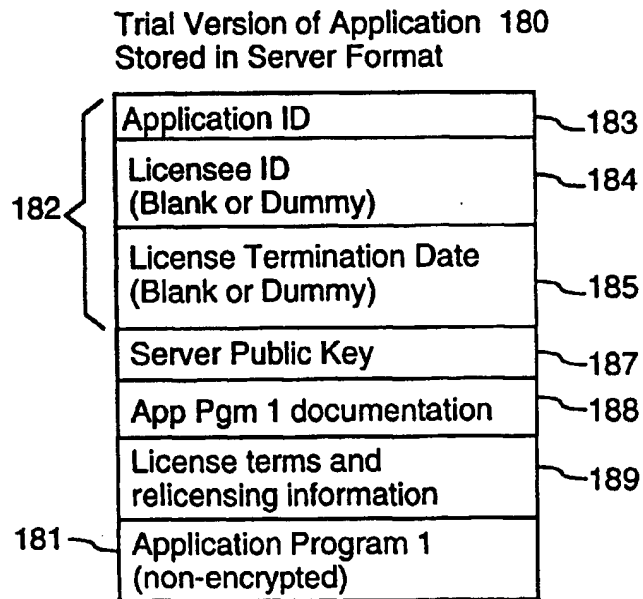 Trial Version of Application 180
Stored in Server Format
Application ID
183
Licensee ID
(Blank or Dummy)
184
182
License Termination Date
(Blank or Dummy)
185
Server Public Key
187
App Pgm 1 documentation
188
License terms and
relicensing information
189
181
Application Program 1
(non-encrypted)